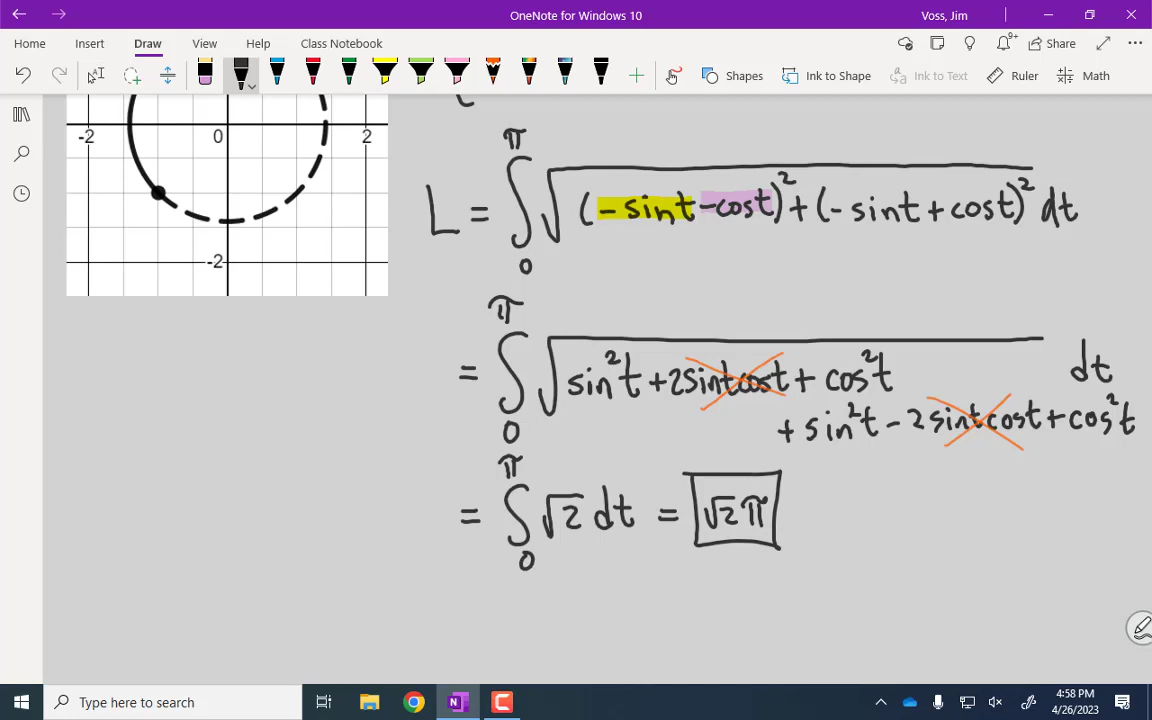 OneNote for Windows 10
Voss, Jim
Home Insert Draw View Help Class Notebook
9+ Share
Shapes Ink to Shape Ink to Text Ruler Math
-2 0 2
-2
L = ∫₀^π √((-sint -cost)² + (-sint + cost)²) dt
= ∫₀^π √(sin²t + 2sintcost + cos²t dt
+ sin²t - 2sintcost + cos²t)
= ∫₀^π √2 dt = √2π
Type here to search
4:58 PM
4/26/2023